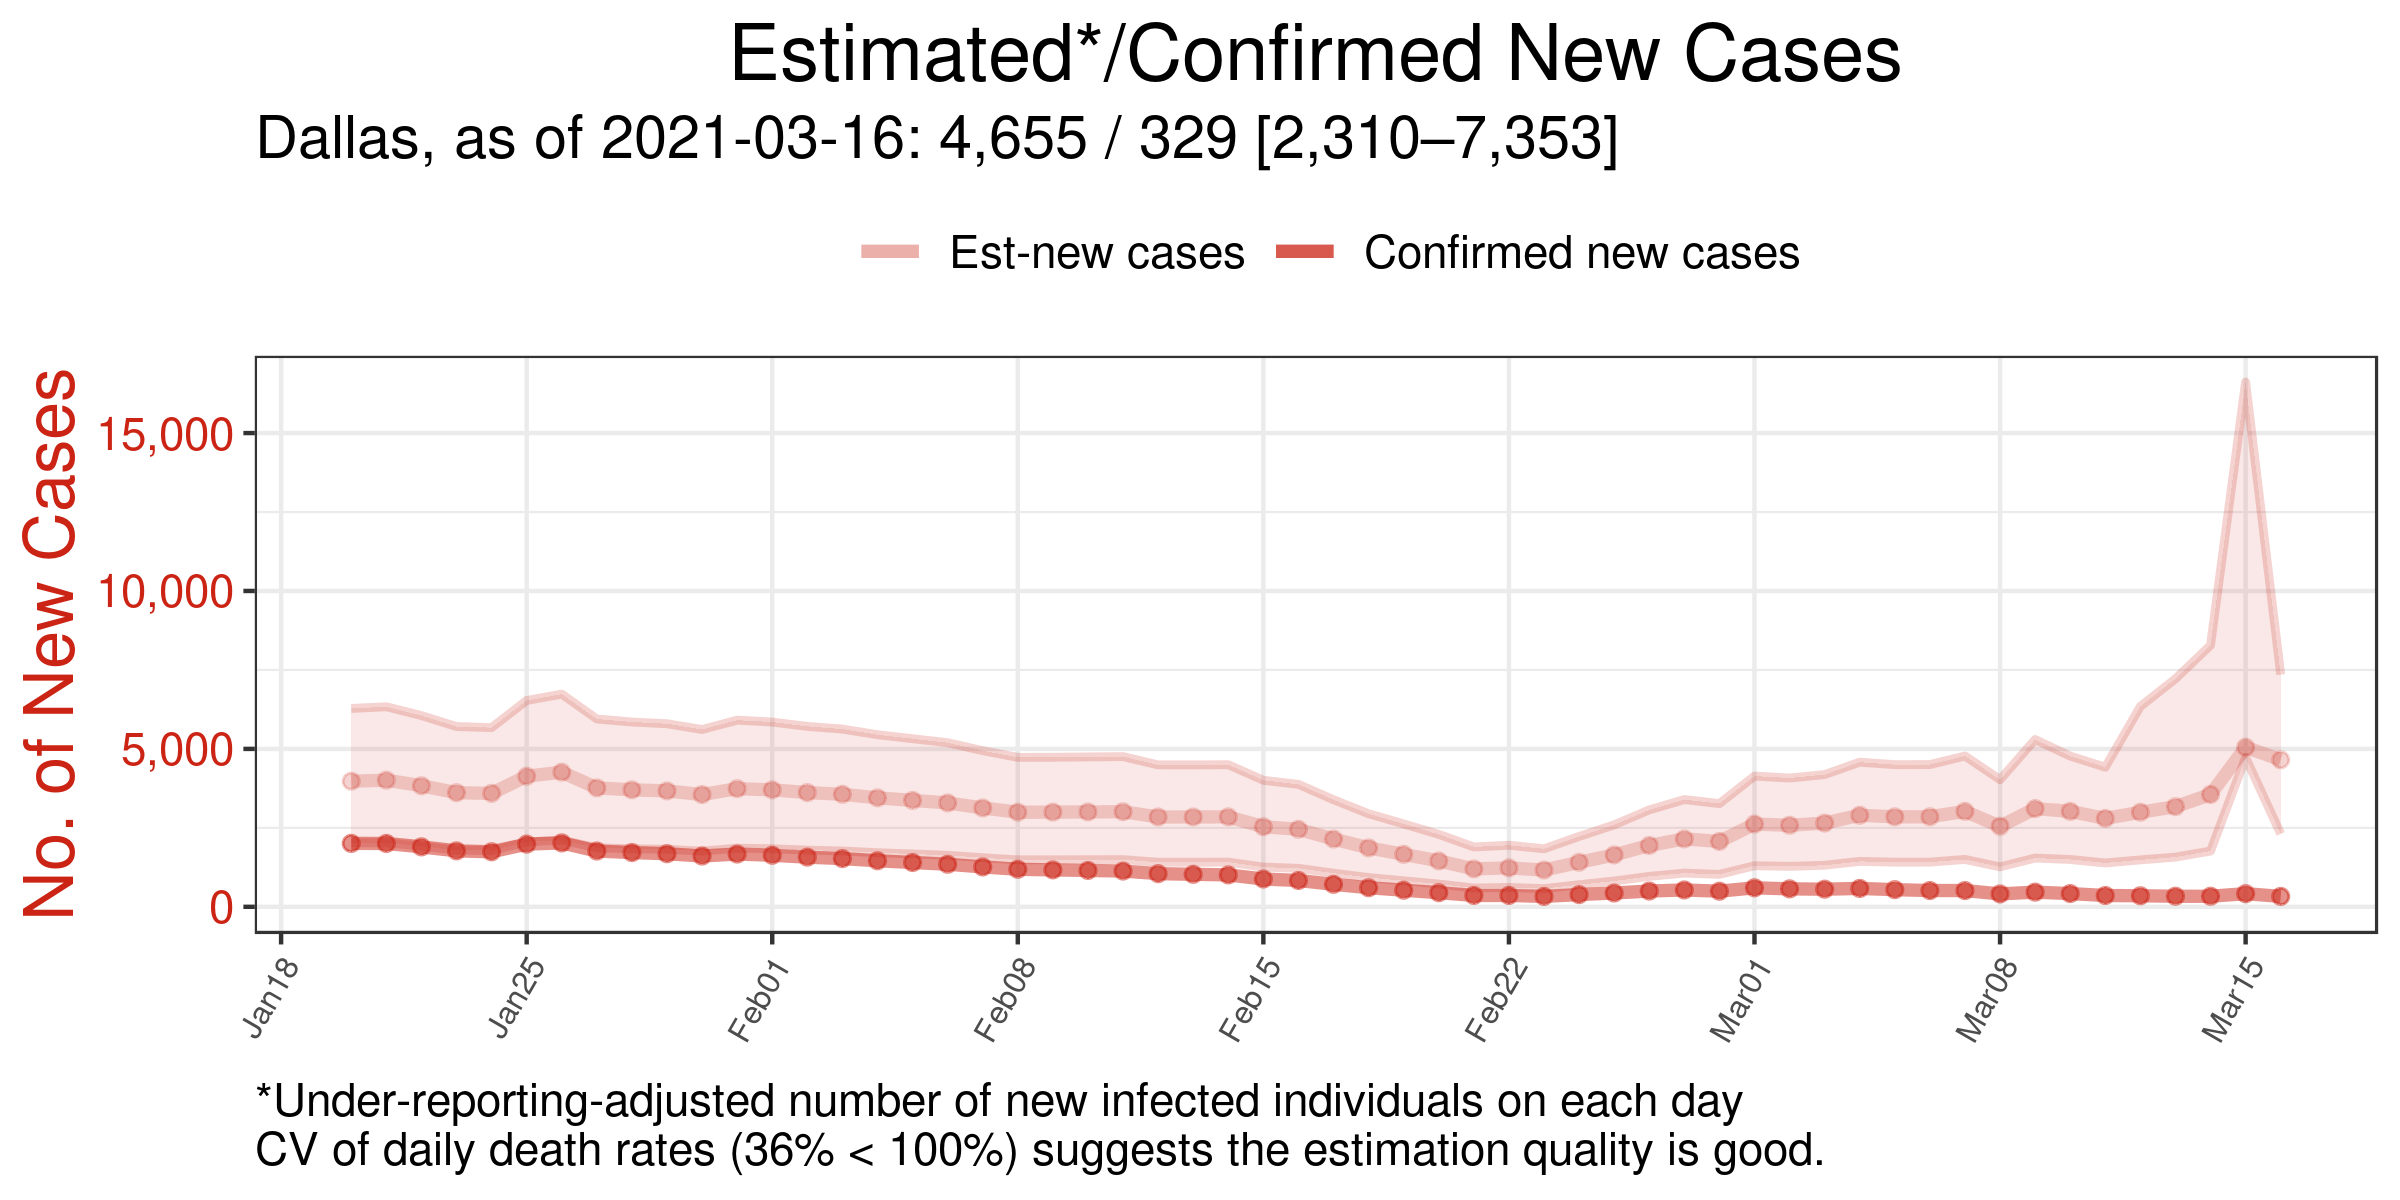 Estimated*/Confirmed New Cases
Dallas, as of 2021-03-16: 4,655 / 329 [2,310–7,353]
Est-new cases Confirmed new cases
No. of New Cases
15,000
10,000
5,000
0
Jan18 Jan25 Feb01 Feb08 Feb15 Feb22 Mar01 Mar08 Mar15
*Under-reporting-adjusted number of new infected individuals on each day
CV of daily death rates (36% < 100%) suggests the estimation quality is good.